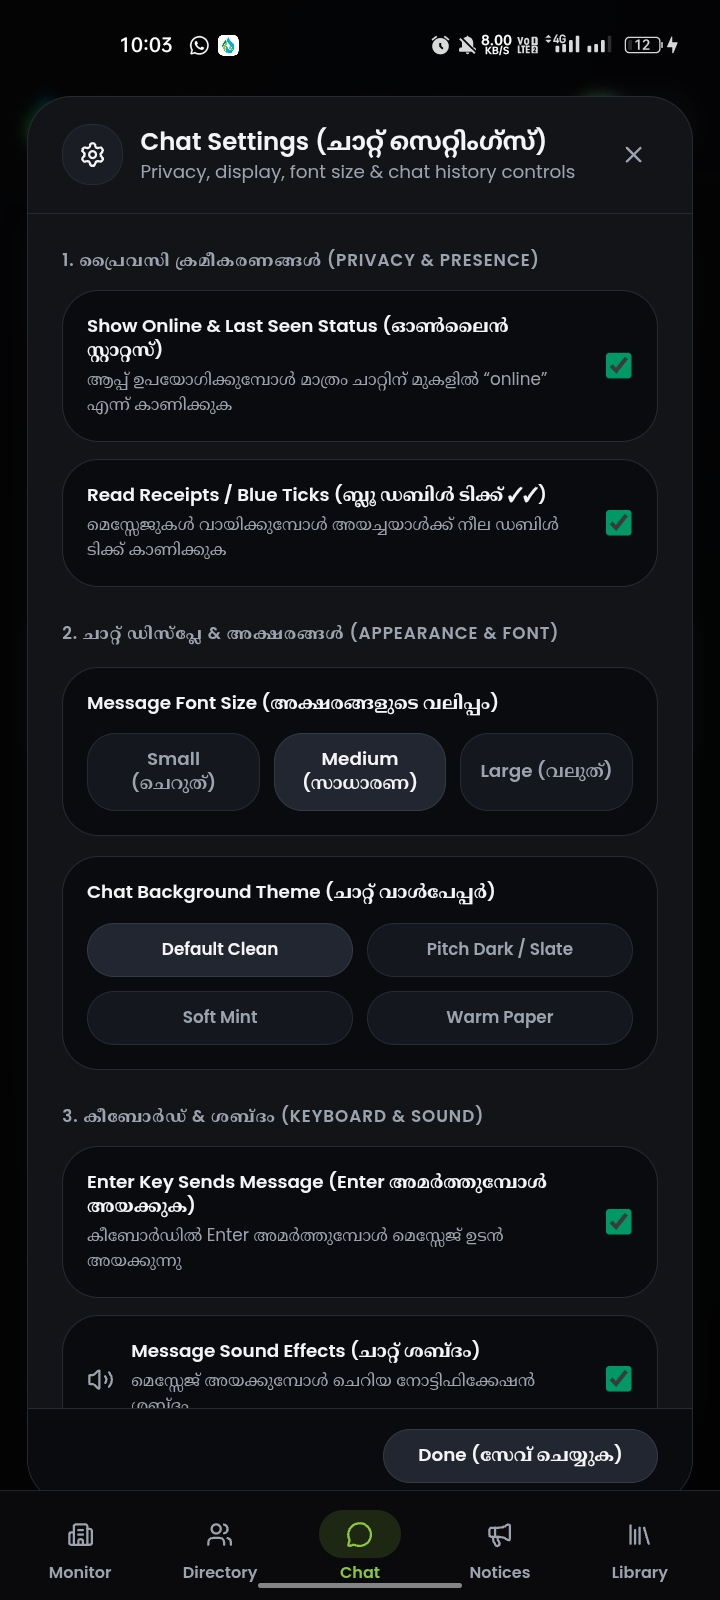 10:03
8.00
KB/S
Vo D
LTE 2
4G
12
Chat Settings (ചാറ്റ് സെറ്റിംഗ്സ്)
Privacy, display, font size & chat history controls
1. പ്രൈവസി ക്രമീകരണങ്ങൾ (PRIVACY & PRESENCE)
Show Online & Last Seen Status (ഓൺലൈൻ
സ്റ്റാറ്റസ്)
ആപ്പ് ഉപയോഗിക്കുമ്പോൾ മാത്രം ചാറ്റിന് മുകളിൽ “online”
എന്ന് കാണിക്കുക
Read Receipts / Blue Ticks (ബ്ലൂ ഡബിൾ ടിക്ക് ✓✓)
മെസ്സേജുകൾ വായിക്കുമ്പോൾ അയച്ചയാൾക്ക് നീല ഡബിൾ
ടിക്ക് കാണിക്കുക
2. ചാറ്റ് ഡിസ്പ്ലേ & അക്ഷരങ്ങൾ (APPEARANCE & FONT)
Message Font Size (അക്ഷരങ്ങളുടെ വലിപ്പം)
Small
(ചെറുത്)
Medium
(സാധാരണ)
Large (വലുത്)
Chat Background Theme (ചാറ്റ് വാൾപേപ്പർ)
Default Clean
Pitch Dark / Slate
Soft Mint
Warm Paper
3. കീബോർഡ് & ശബ്ദം (KEYBOARD & SOUND)
Enter Key Sends Message (Enter അമർത്തുമ്പോൾ
അയക്കുക)
കീബോർഡിൽ Enter അമർത്തുമ്പോൾ മെസ്സേജ് ഉടൻ
അയക്കുന്നു
Message Sound Effects (ചാറ്റ് ശബ്ദം)
മെസ്സേജ് അയക്കുമ്പോൾ ചെറിയ നോട്ടിഫിക്കേഷൻ
ശബ്ദം
Done (സേവ് ചെയ്യുക)
Monitor
Directory
Chat
Notices
Library